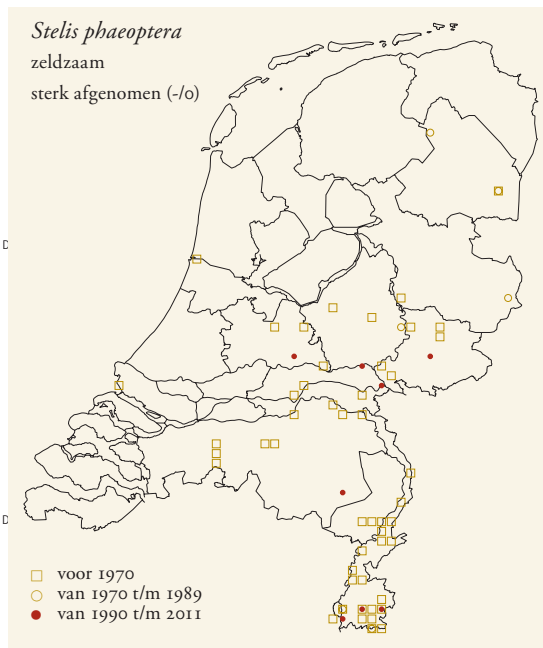 Stelis phaeoptera
zeldzaam
sterk afgenomen (-/0)
D
D
voor 1970
van 1970 t/m 1989
van 1990 t/m 2011